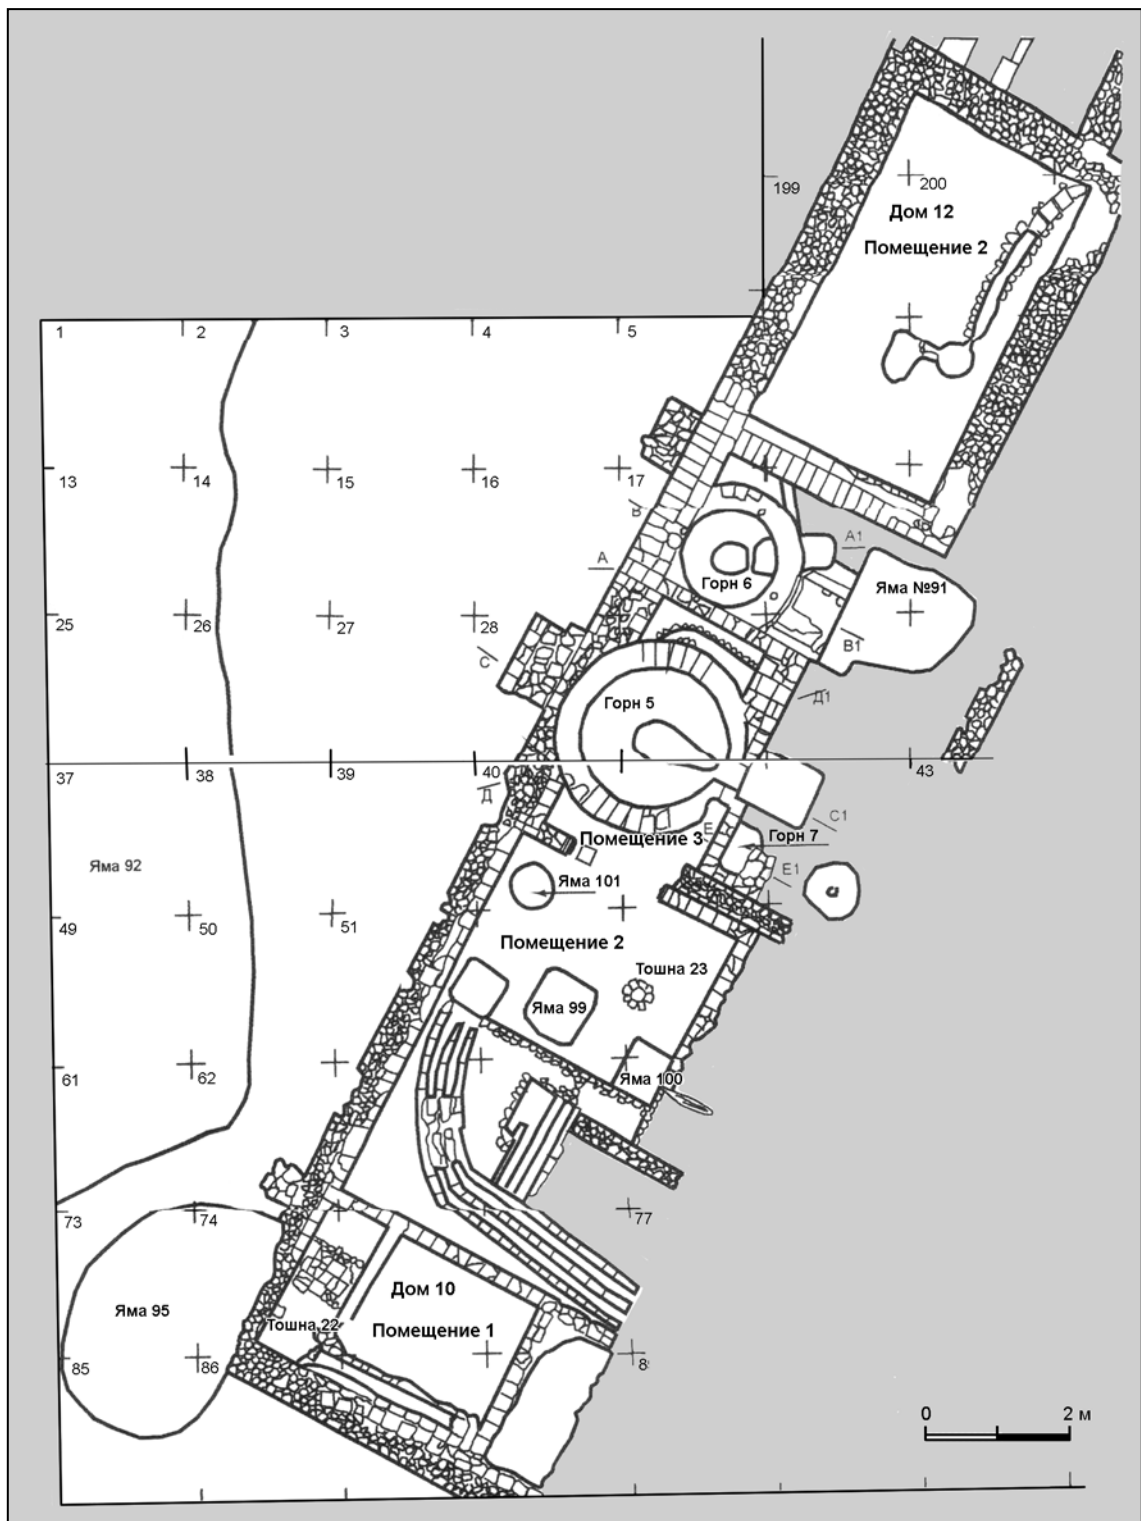 199
200
Дом 12
Помещение 2
1
2
3
4
5
13
14
15
16
17
В
А
А1
Горн 6
Яма №91
25
26
27
28
С
В1
Горн 5
Д1
37
38
39
40
43
Д
С1
Помещение 3
Е
Горн 7
Е1
Яма 92
Яма 101
49
50
51
Помещение 2
Тошна 23
Яма 99
61
62
Яма 100
73
74
77
Дом 10
Яма 95
Тошна 22
Помещение 1
85
86
0
2 м